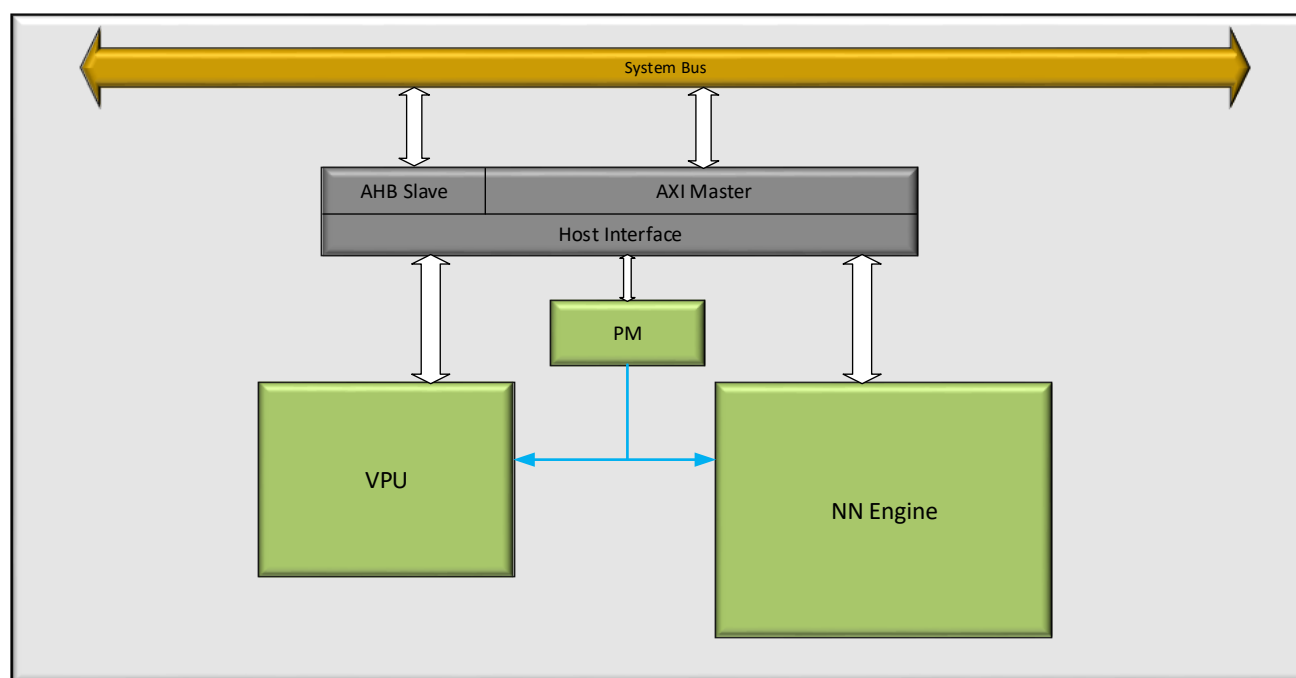 System Bus
AHB Slave
AXI Master
Host Interface
PM
VPU
NN Engine